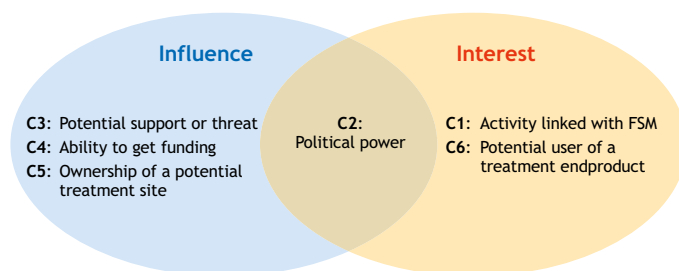 Influence
Interest
C3: Potential support or threat
C4: Ability to get funding
C5: Ownership of a potential
treatment site
C2:
Political power
C1: Activity linked with FSM
C6: Potential user of a
treatment endproduct